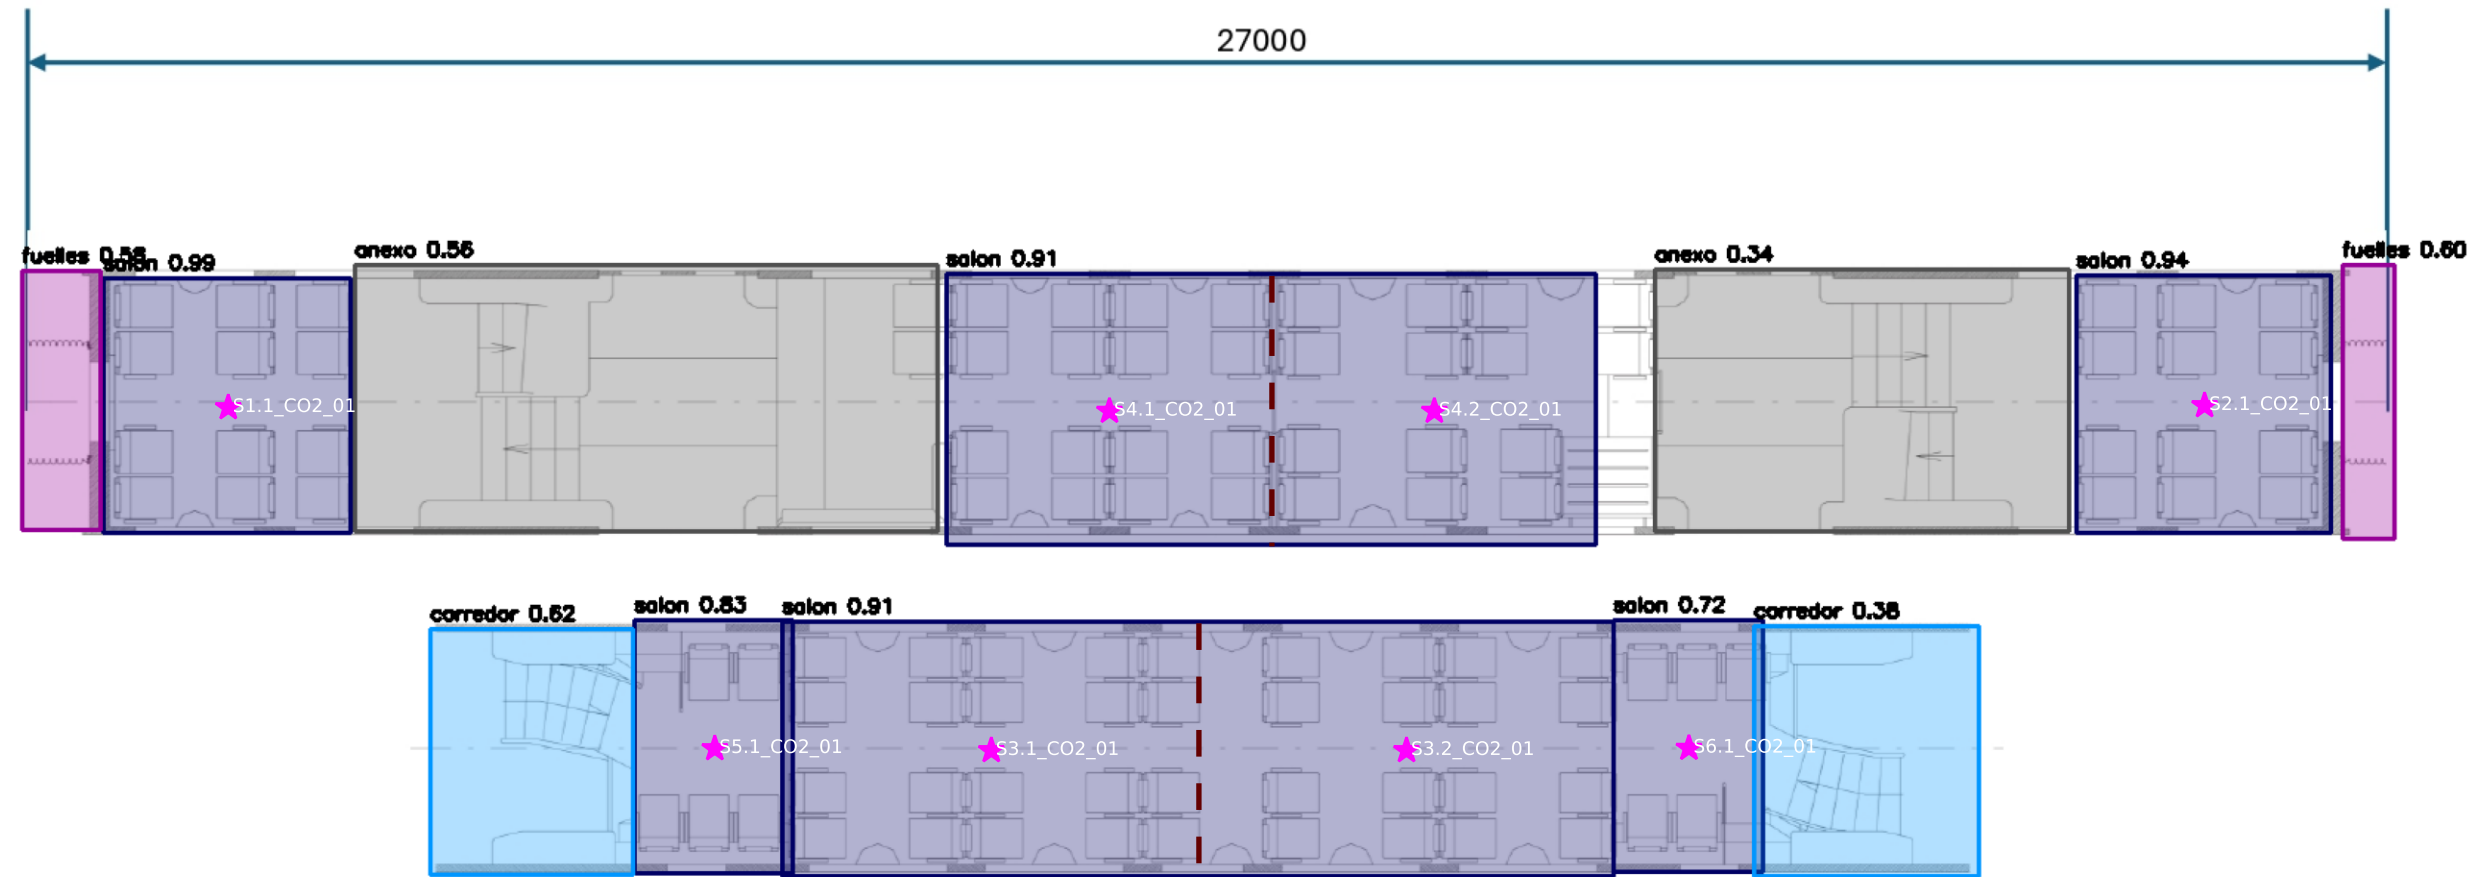 27000
fuelles 0.58
salon 0.99
anexo 0.56
salon 0.91
anexo 0.34
salon 0.94
fuelles 0.60
S1.1_CO2_01
S4.1_CO2_01
S4.2_CO2_01
S2.1_CO2_01
corredor 0.62
salon 0.83
salon 0.91
salon 0.72
corredor 0.38
S5.1_CO2_01
S3.1_CO2_01
S3.2_CO2_01
S6.1_CO2_01